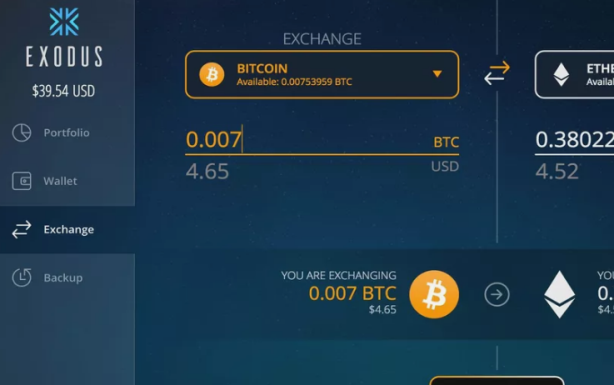 EXODUS
$39.54 USD
Portfolio
Wallet
Exchange
Backup
EXCHANGE
BITCOIN
Available: 0.00753959 BTC
0.007
BTC
4.65
USD
0.38022
4.52
YOU ARE EXCHANGING
0.007 BTC
$4.65
0.